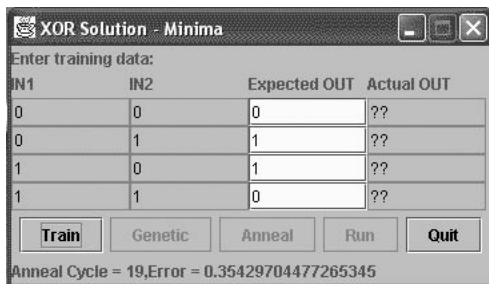 XOR Solution - Minima
Enter training data:
IN1 IN2 Expected OUT Actual OUT
0 0 0 ??
0 1 1 ??
1 0 1 ??
1 1 0 ??
Train Genetic Anneal Run Quit
Anneal Cycle = 19,Error = 0.35429704477265345